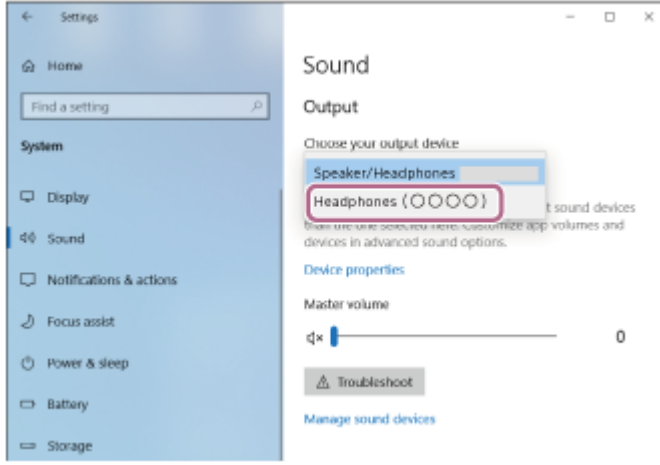 Settings
Home
Find a setting
System
Display
Sound
Notifications & actions
Focus assist
Power & sleep
Battery
Storage
Sound
Output
Choose your output device
Speaker/Headphones
Headphones (○○○○)
t sound devices
than the one selected here. Customize app volumes and
devices in advanced sound options.
Device properties
Master volume
0
Troubleshoot
Manage sound devices